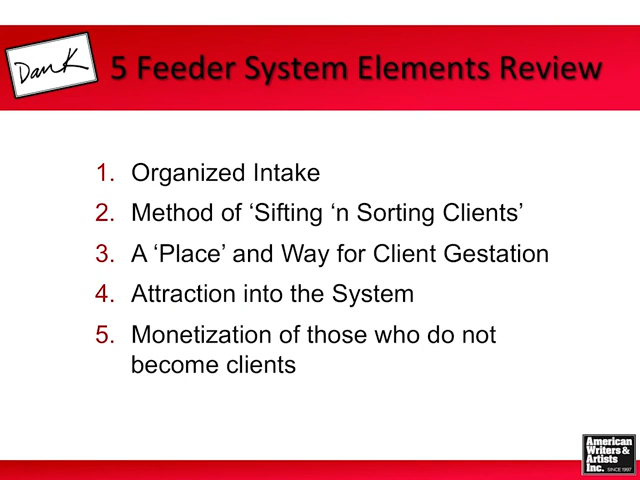 Dan K
5 Feeder System Elements Review
1. Organized Intake
2. Method of ‘Sifting ‘n Sorting Clients’
3. A ‘Place’ and Way for Client Gestation
4. Attraction into the System
5. Monetization of those who do not
become clients
American
Writers &
Artists
Inc. SINCE 1997